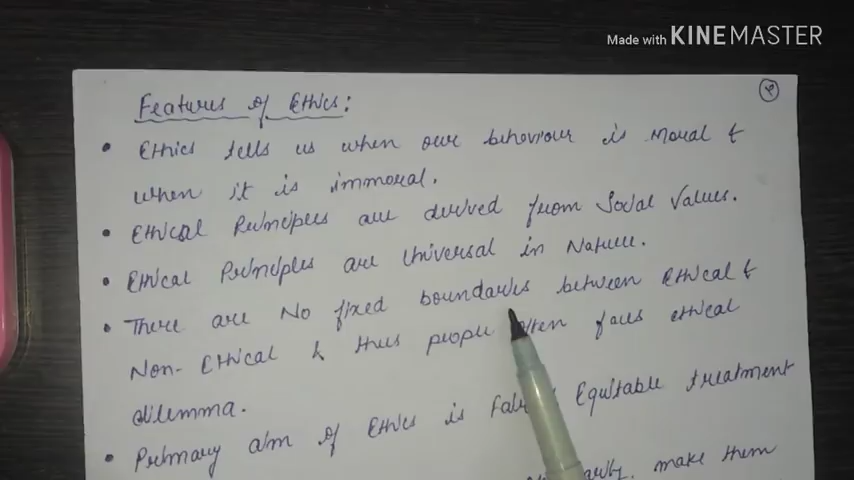 Made with KINEMASTER
9
Features of Ethics:
• Ethics tells us when our behaviour is Moral &
when it is immoral.
• Ethical Principles are derived from Social Values.
• Ethical Principles are Universal in Nature.
• There are No fixed boundaries between Ethical &
Non-Ethical & thus people often faces ethical
dilemma.
• Primary aim of Ethics is Equitable treatment
make them